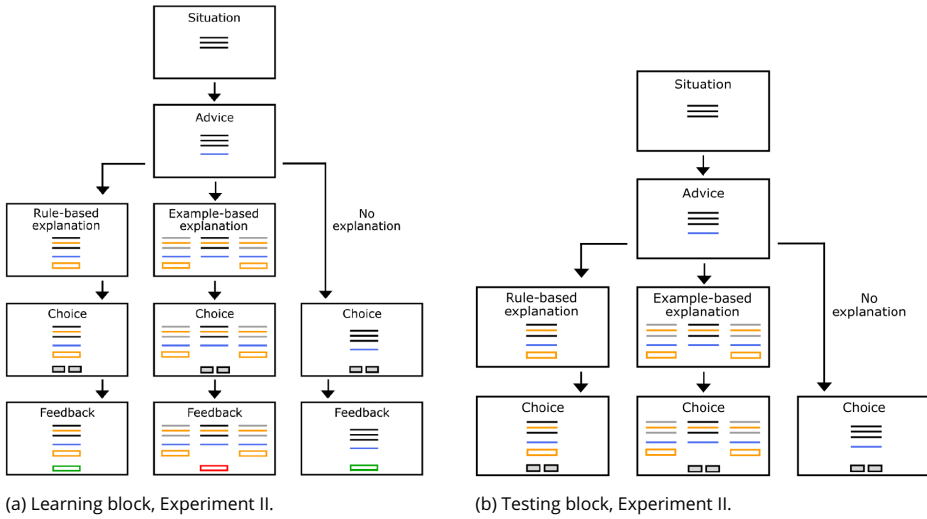 Situation
Advice
Rule-based
explanation
Example-based
explanation
No
explanation
Choice
Choice
Choice
Feedback
Feedback
Feedback
(a) Learning block, Experiment II.
Situation
Advice
Rule-based
explanation
Example-based
explanation
No
explanation
Choice
Choice
Choice
(b) Testing block, Experiment II.